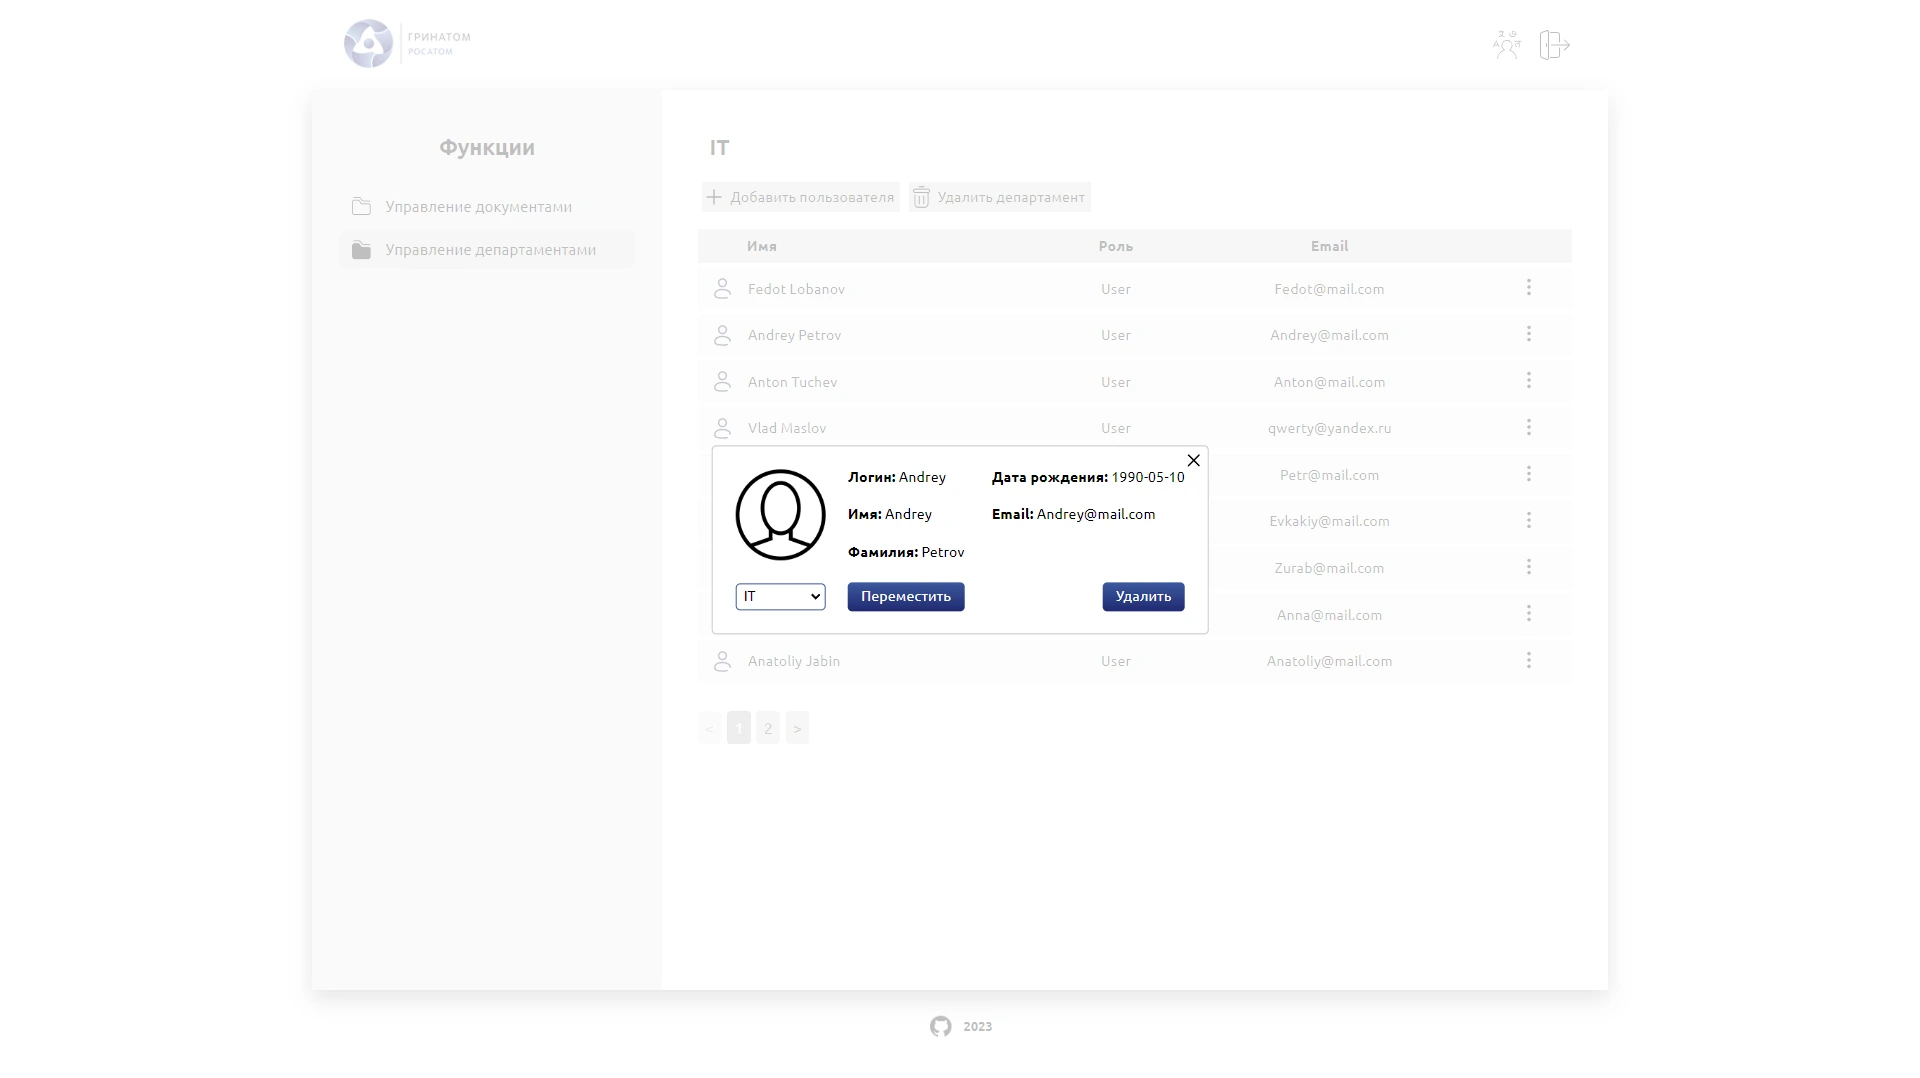 ГРИНАТОМ
РОСАТОМ
Функции
Управление документами
Управление департаментами
IT
Добавить пользователя Удалить департамент
Имя Роль Email
Fedot Lobanov User Fedot@mail.com
Andrey Petrov User Andrey@mail.com
Anton Tuchev User Anton@mail.com
Vlad Maslov User qwerty@yandex.ru
Petr@mail.com
Evkakiy@mail.com
Zurab@mail.com
Anna@mail.com
Логин: Andrey Дата рождения: 1990-05-10
Имя: Andrey Email: Andrey@mail.com
Фамилия: Petrov
IT Переместить Удалить
Anatoliy Jabin User Anatoliy@mail.com
< 1 2 >
2023